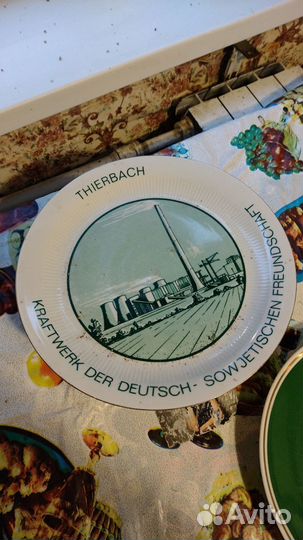 THIERBACH
KRAFTWERK DER DEUTSCH - SOWJETISCHEN FREUNDSCHAFT
Avito